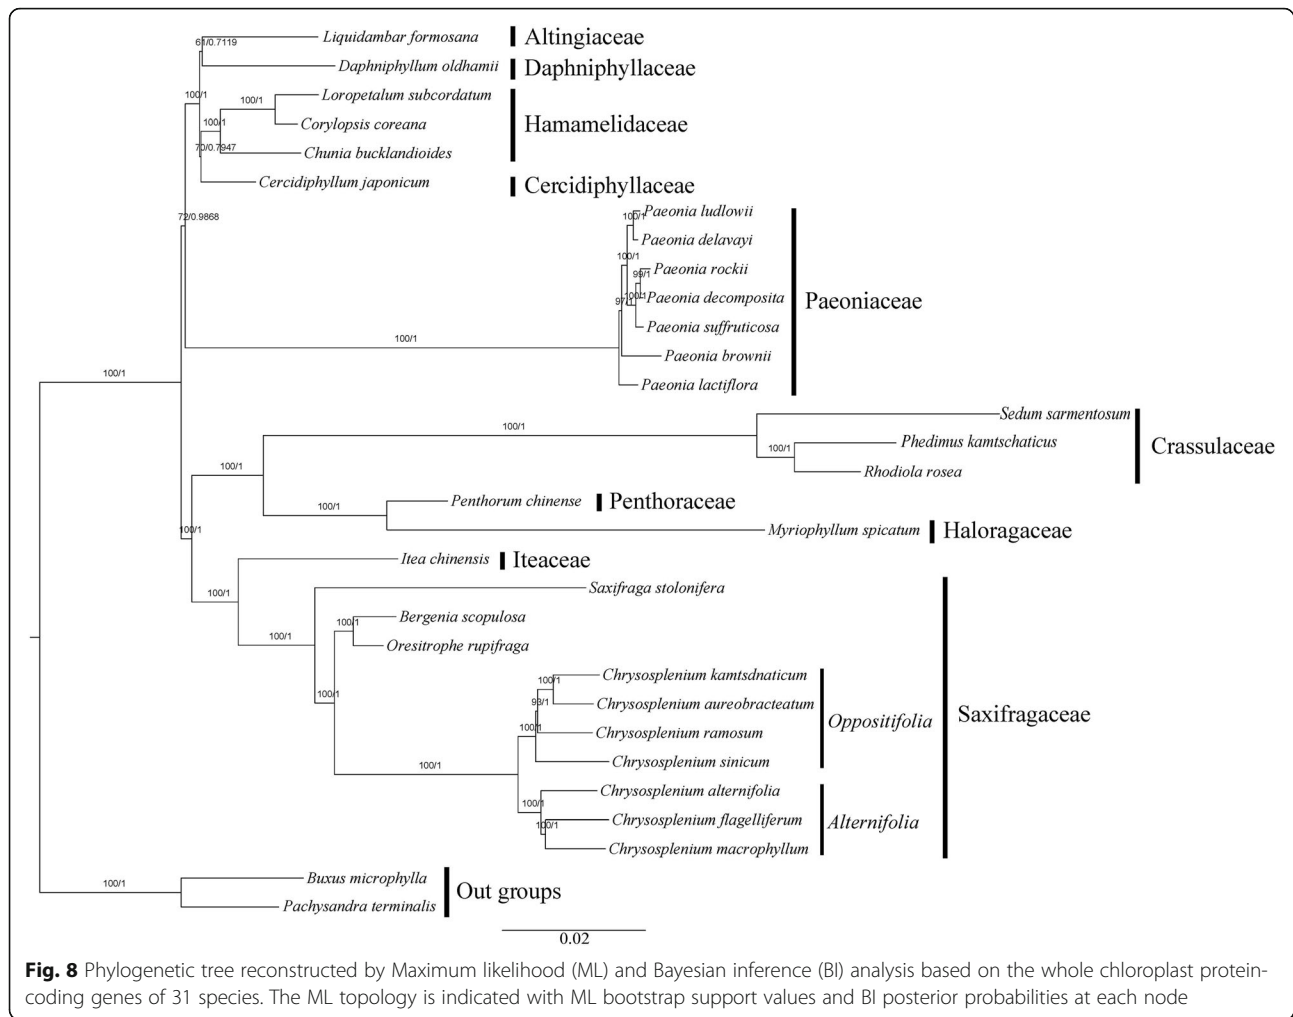 Liquidambar formosana
Altingiaceae
61/0.7119
Daphniphyllum oldhamii
Daphniphyllaceae
100/1
Loropetalum subcordatum
100/1
Corylopsis coreana
Hamamelidaceae
100/1
70/0.7947
Chunia bucklandioides
Cercidiphyllum japonicum
Cercidiphyllaceae
72/0.9868
Paeonia ludlowii
100/1
Paeonia delavayi
100/1
Paeonia rockii
99/1
Paeonia decomposita
100/1
97/1
Paeoniaceae
Paeonia suffruticosa
100/1
Paeonia brownii
100/1
Paeonia lactiflora
Sedum sarmentosum
100/1
Phedimus kamtschaticus
100/1
Crassulaceae
100/1
Rhodiola rosea
Penthorum chinense
Penthoraceae
100/1
100/1
Myriophyllum spicatum
Haloragaceae
Itea chinensis
Iteaceae
Saxifraga stolonifera
Bergenia scopulosa
100/1
100/1
Oresitrophe rupifraga
Chrysosplenium kamtsdnaticum
100/1
100/1
Chrysosplenium aureobracteatum
93/1
Oppositifolia
Saxifragaceae
100/1
Chrysosplenium ramosum
100/1
Chrysosplenium sinicum
Chrysosplenium alternifolia
100/1
Chrysosplenium flagelliferum
100/1
Alternifolia
Chrysosplenium macrophyllum
Buxus microphylla
100/1
Out groups
Pachysandra terminalis
0.02
Fig. 8 Phylogenetic tree reconstructed by Maximum likelihood (ML) and Bayesian inference (BI) analysis based on the whole chloroplast protein-
coding genes of 31 species. The ML topology is indicated with ML bootstrap support values and BI posterior probabilities at each node